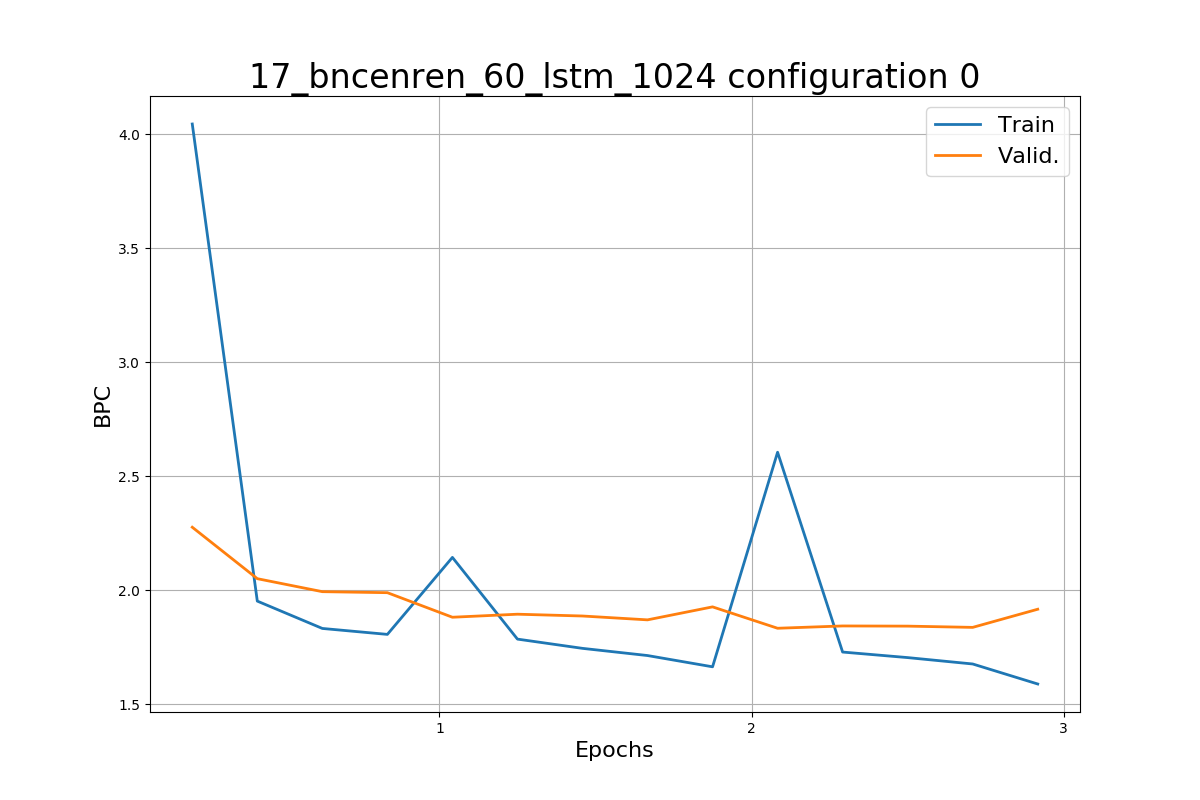 17_bncenren_60_lstm_1024 configuration 0
Train
Valid.
4.0
3.5
3.0
2.5
2.0
1.5
BPC
1
2
3
Epochs